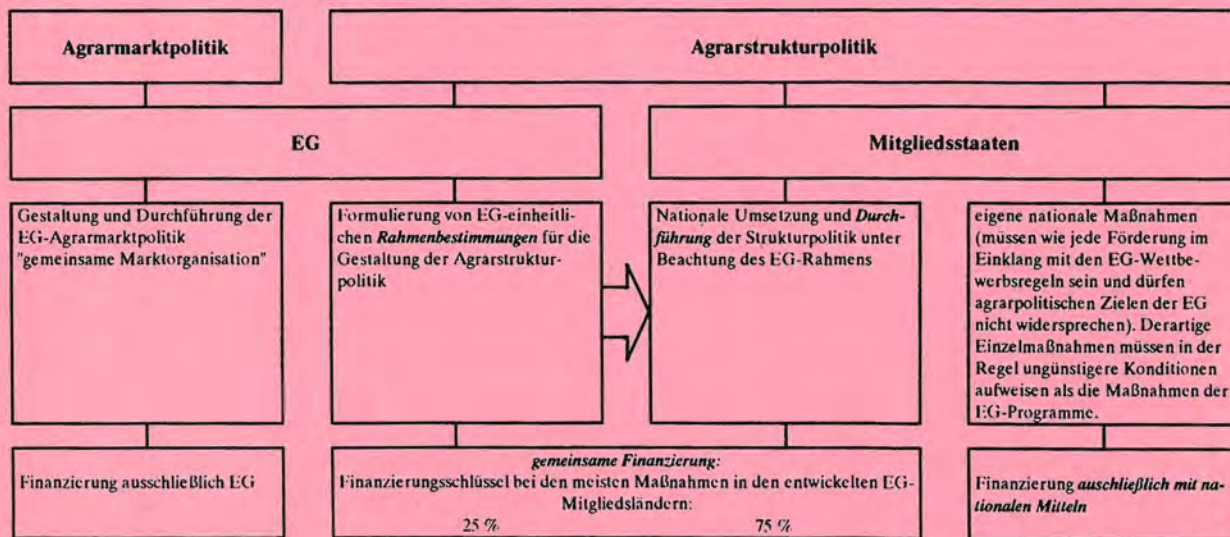 Agrarmarktpolitik
Agrarstrukturpolitik
EG
Mitgliedsstaaten
Gestaltung und Durchführung der
EG-Agrarmarktpolitik
"gemeinsame Marktorganisation"
Formulierung von EG-einheitli-
chen Rahmenbestimmungen für die
Gestaltung der Agrarstruktur-
politik
Nationale Umsetzung und Durch-
führung der Strukturpolitik unter
Beachtung des EG-Rahmens
eigene nationale Maßnahmen
(müssen wie jede Förderung im
Einklang mit den EG-Wettbe-
werbsregeln sein und dürfen
agrarpolitischen Zielen der EG
nicht widersprechen). Derartige
Einzelmaßnahmen müssen in der
Regel ungünstigere Konditionen
aufweisen als die Maßnahmen der
EG-Programme.
Finanzierung ausschließlich EG
gemeinsame Finanzierung:
Finanzierungsschlüssel bei den meisten Maßnahmen in den entwickelten EG-
Mitgliedsländern:
25 % 75 %
Finanzierung auschließlich mit na-
tionalen Mitteln